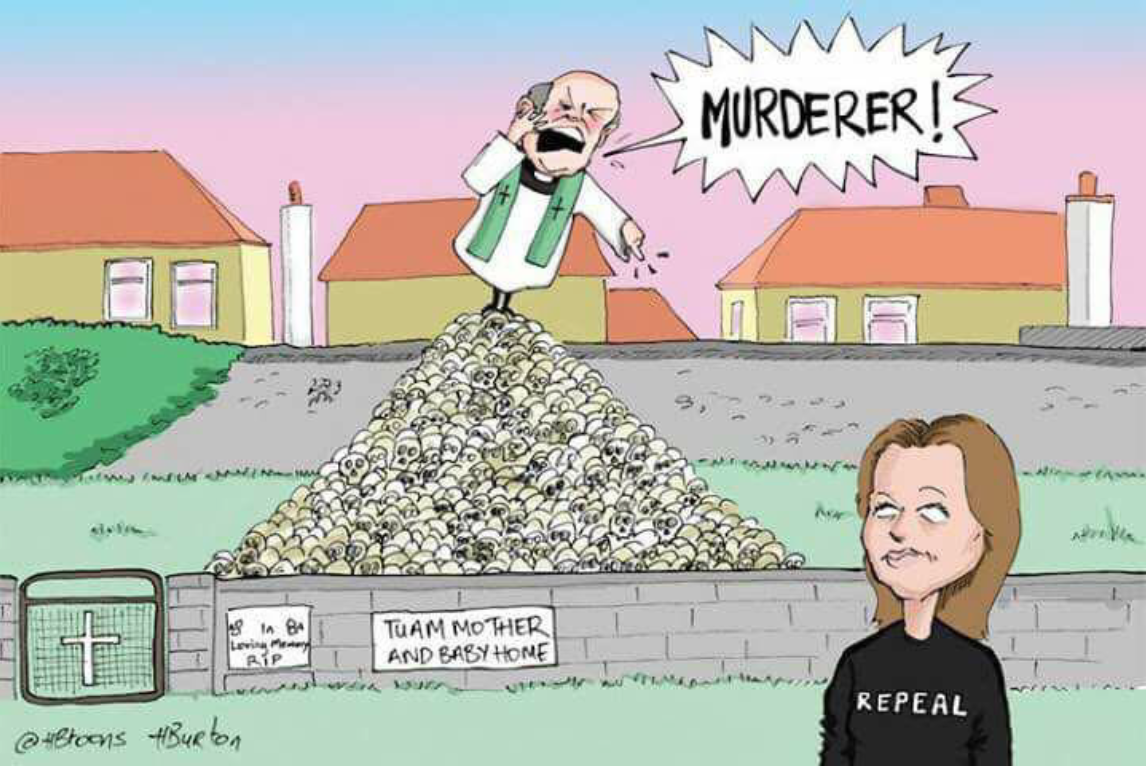 MURDERER!
In
Loving Memory
RIP
TUAM MOTHER
AND BABY HOME
REPEAL
@HBtoons HBurton